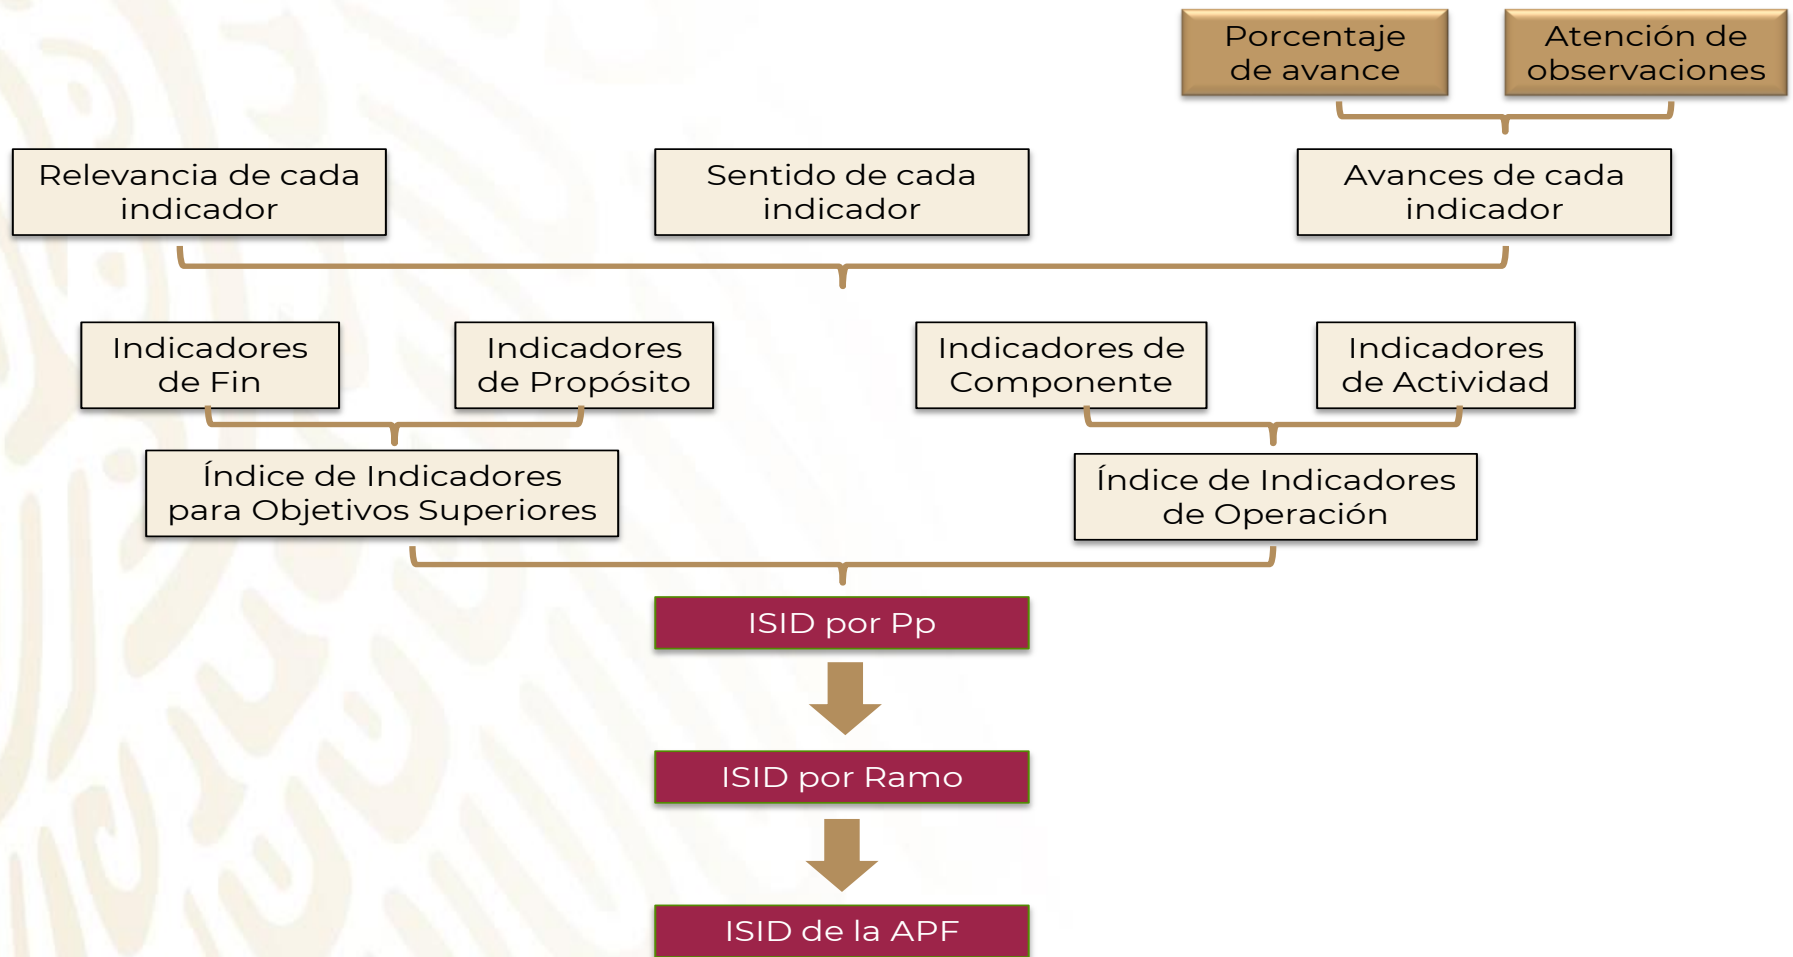 Porcentaje
de avance
Atención de
observaciones
Relevancia de cada
indicador
Sentido de cada
indicador
Avances de cada
indicador
Indicadores
de Fin
Indicadores
de Propósito
Indicadores de
Componente
Indicadores
de Actividad
Índice de Indicadores
para Objetivos Superiores
Índice de Indicadores
de Operación
ISID por Pp
ISID por Ramo
ISID de la APF